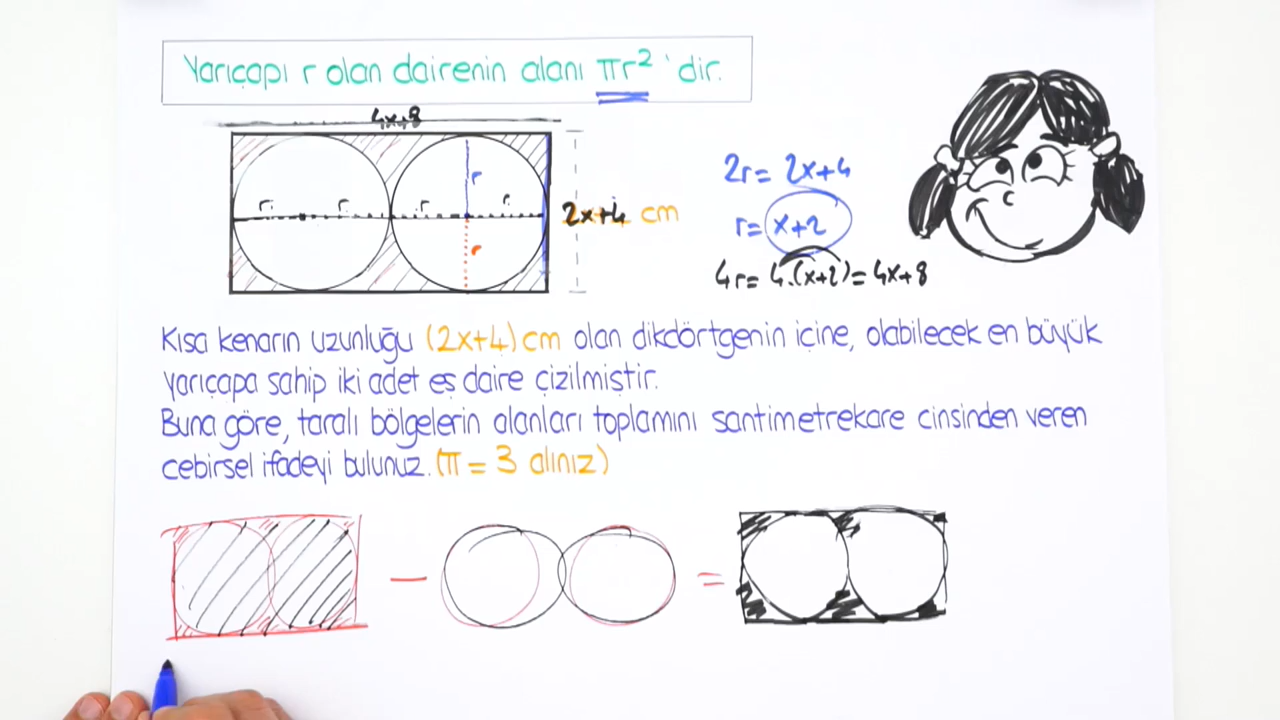 Yarıçapı r olan dairenin alanı πr² 'dir.
4x+8
r r r r
r
r
2x+4 cm
2r = 2x+4
r = x+2
4r = 4.(x+2) = 4x+8
Kısa kenarın uzunluğu (2x+4) cm olan dikdörtgenin içine, olabilecek en büyük
yarıçapa sahip iki adet eş daire çizilmiştir.
Buna göre, taralı bölgelerin alanları toplamını santimetrekare cinsinden veren
cebirsel ifadeyi bulunuz. (π = 3 alınız)
− =